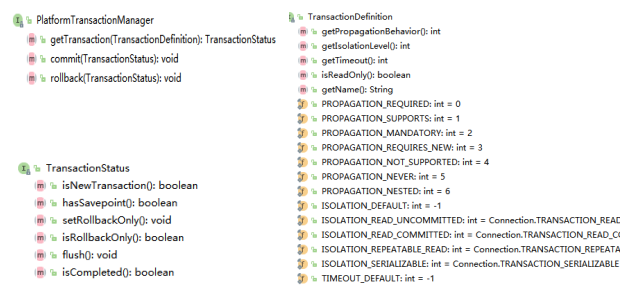 PlatformTransactionManager
getTransaction(TransactionDefinition): TransactionStatus
commit(TransactionStatus): void
rollback(TransactionStatus): void
TransactionStatus
isNewTransaction(): boolean
hasSavepoint(): boolean
setRollbackOnly(): void
isRollbackOnly(): boolean
flush(): void
isCompleted(): boolean
TransactionDefinition
getPropagationBehavior(): int
getIsolationLevel(): int
getTimeout(): int
isReadOnly(): boolean
getName(): String
PROPAGATION_REQUIRED: int = 0
PROPAGATION_SUPPORTS: int = 1
PROPAGATION_MANDATORY: int = 2
PROPAGATION_REQUIRES_NEW: int = 3
PROPAGATION_NOT_SUPPORTED: int = 4
PROPAGATION_NEVER: int = 5
PROPAGATION_NESTED: int = 6
ISOLATION_DEFAULT: int = -1
ISOLATION_READ_UNCOMMITTED: int = Connection.TRANSACTION_READ
ISOLATION_READ_COMMITTED: int = Connection.TRANSACTION_READ_CO
ISOLATION_REPEATABLE_READ: int = Connection.TRANSACTION_REPEATA
ISOLATION_SERIALIZABLE: int = Connection.TRANSACTION_SERIALIZABLE
TIMEOUT_DEFAULT: int = -1